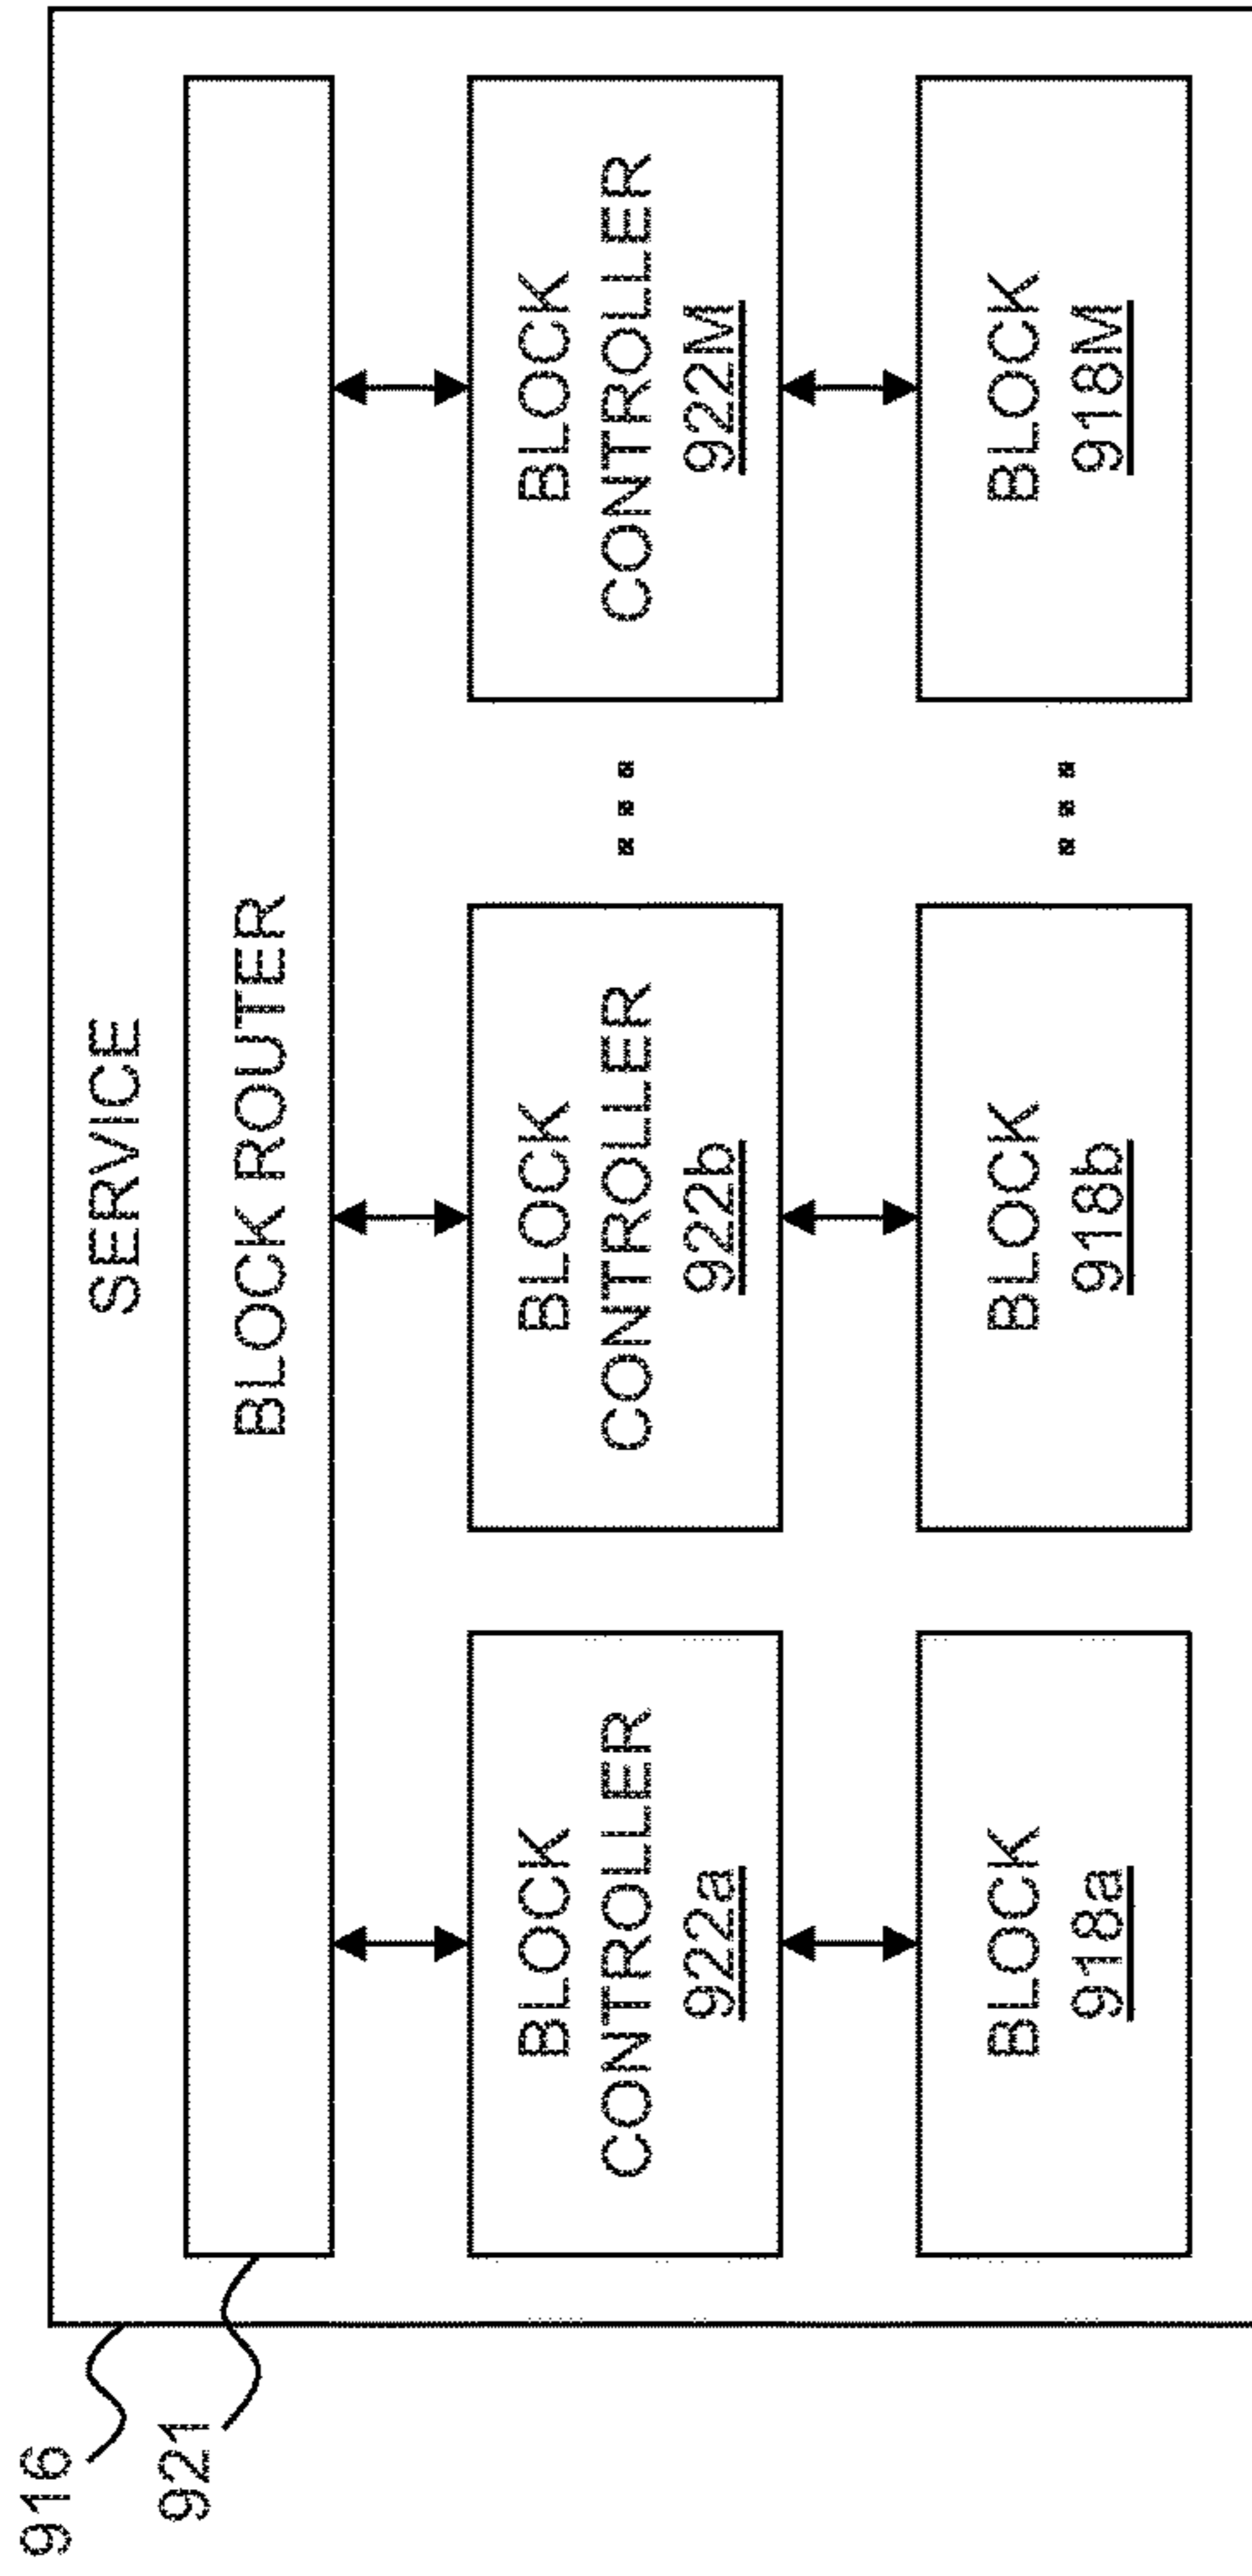 916
SERVICE
921
BLOCK ROUTER
BLOCK
CONTROLLER
922a
BLOCK
CONTROLLER
922b
BLOCK
CONTROLLER
922M
BLOCK
918a
BLOCK
918b
BLOCK
918M